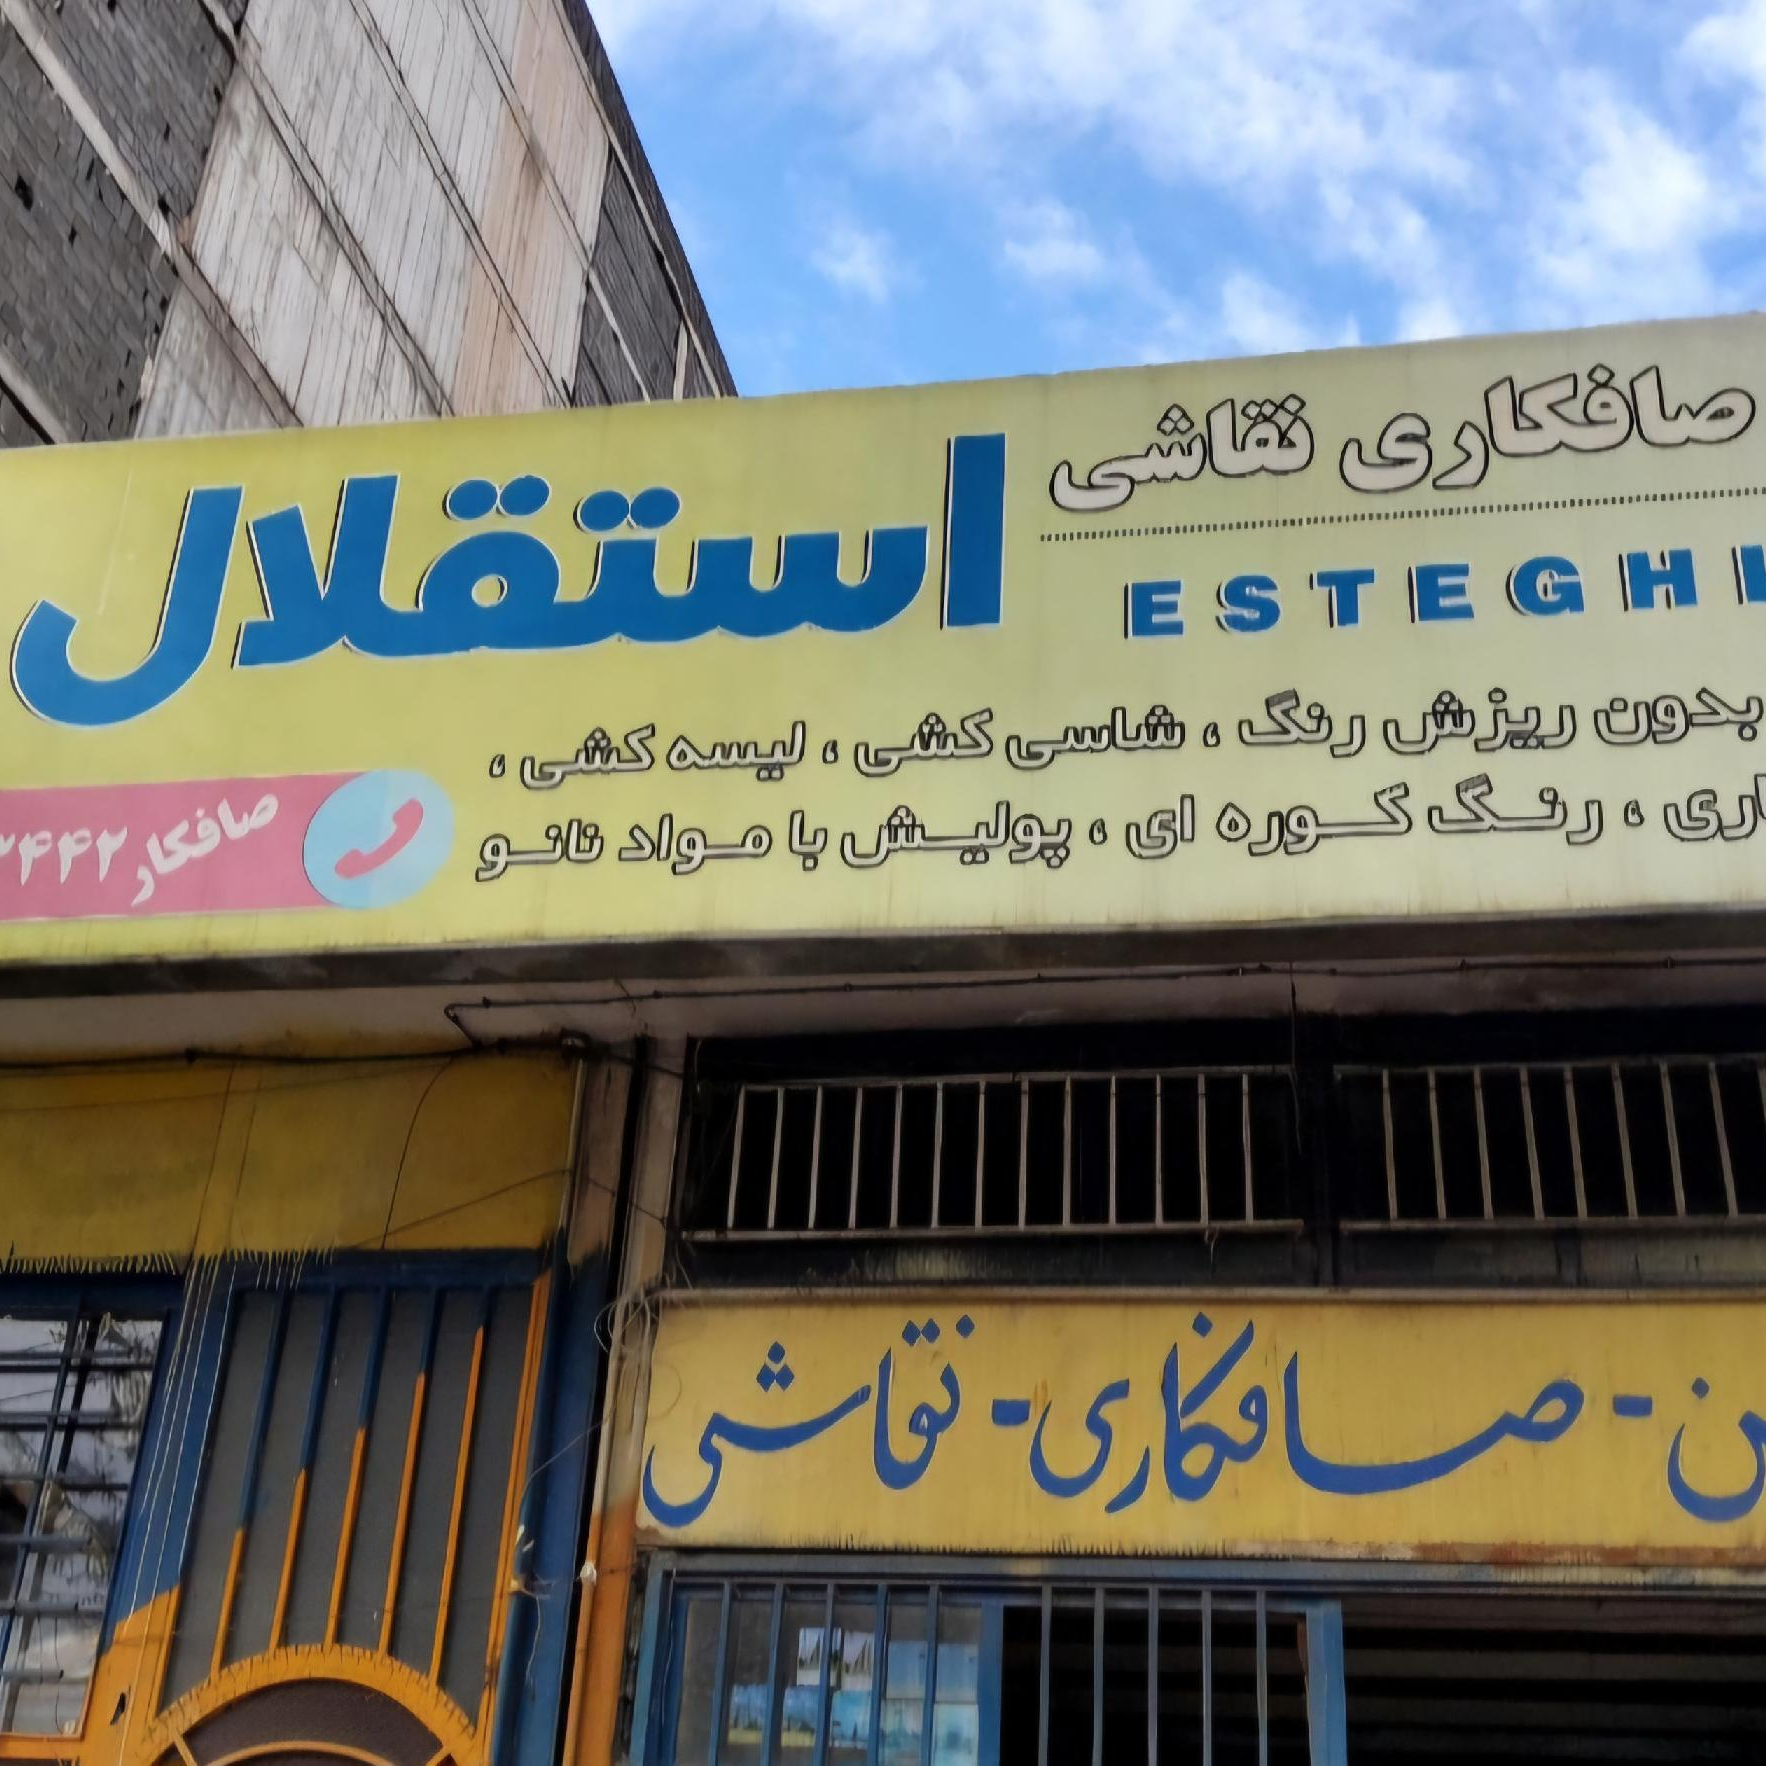 صافکاری نقاشی
استقلال
ESTEGH
بدون ریزش رنگ ، شاسی کشی ، لیسه کشی ،
، رنگ کوره ای ، پولیش با مواد نانو
صافکار
صافکاری - نقاشی